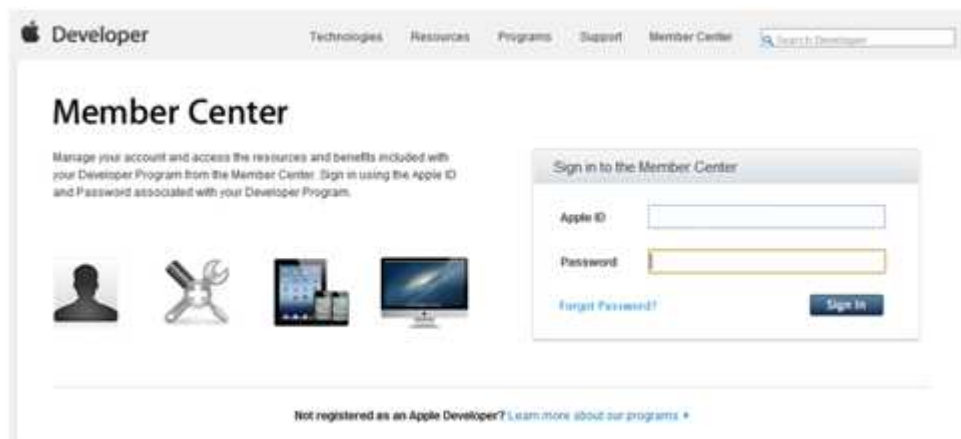 Developer
Technologies Resources Programs Support Member Center Search Developer
Member Center
Manage your account and access the resources and benefits included with
your Developer Program from the Member Center. Sign in using the Apple ID
and Password associated with your Developer Program.
Sign in to the Member Center
Apple ID
Password
Forgot Password?
Sign In
Not registered as an Apple Developer? Learn more about our programs